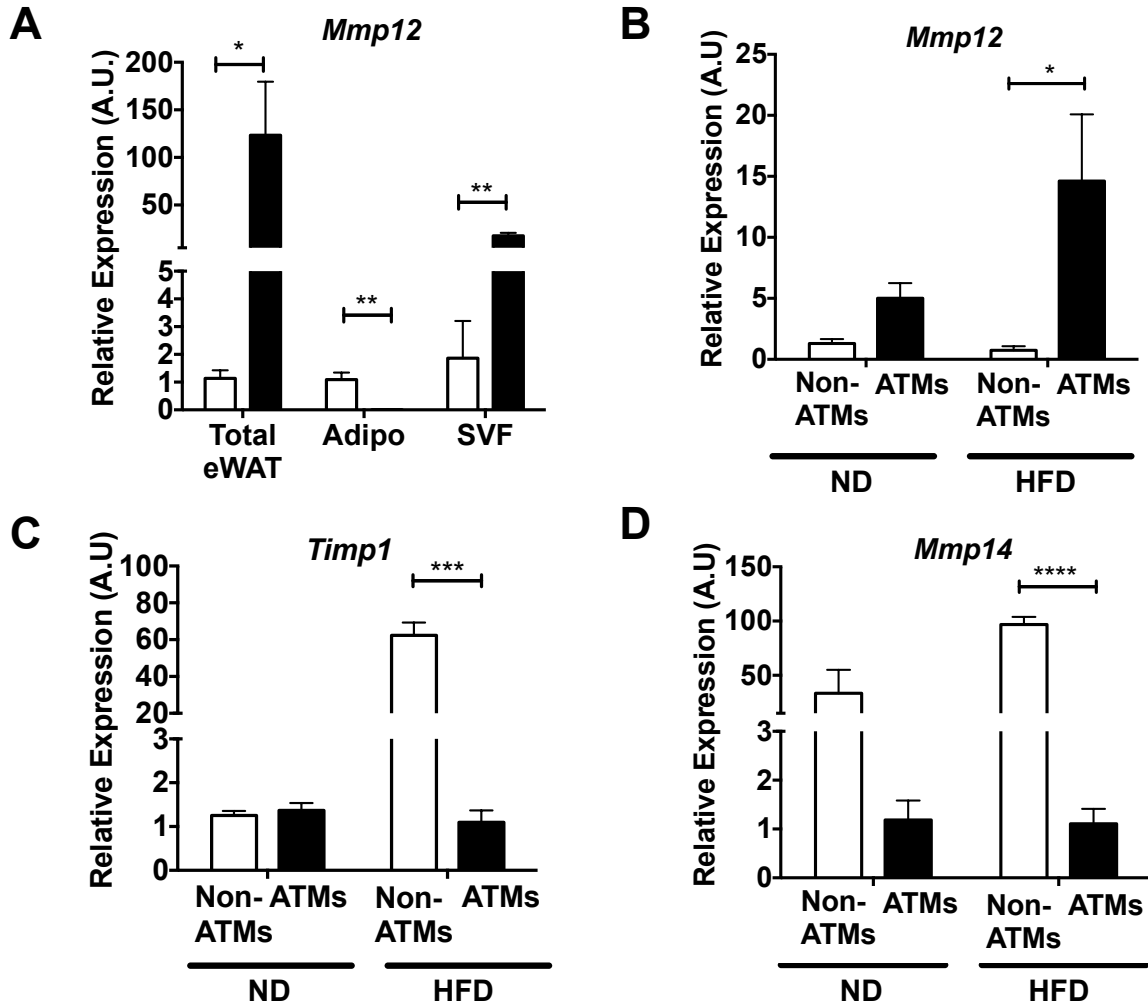 A
Mmp12
Relative Expression (A.U.)
200
150
100
50
5
4
3
2
1
0
*
**
**
Total
eWAT
Adipo
SVF
B
Mmp12
Relative Expression (A.U)
25
20
15
10
5
0
*
Non-
ATMs
ATMs
Non-
ATMs
ATMs
ND
HFD
C
Timp1
Relative Expression (A.U)
100
80
60
40
20
3
2
1
0
***
Non-
ATMs
ATMs
Non-
ATMs
ATMs
ND
HFD
D
Mmp14
Relative Expression (A.U)
150
100
50
3
2
1
0
****
Non-
ATMs
ATMs
Non-
ATMs
ATMs
ND
HFD